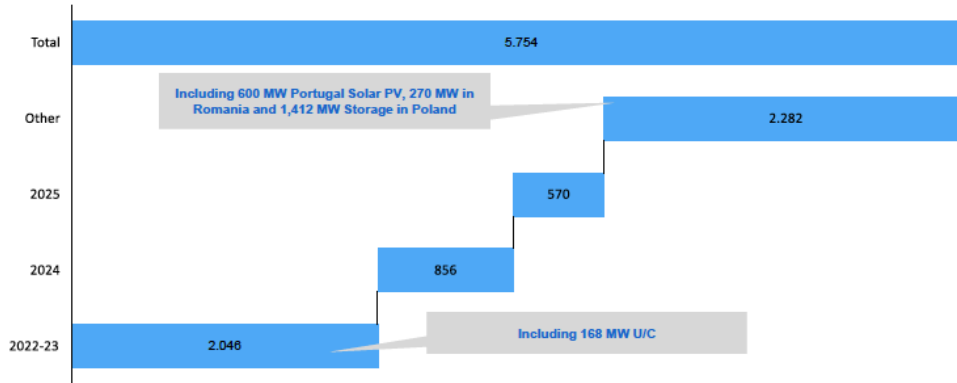 Total
5.754
Including 600 MW Portugal Solar PV, 270 MW in
Romania and 1,412 MW Storage in Poland
Other
2.282
2025
570
2024
856
2022-23
2.046
Including 168 MW U/C